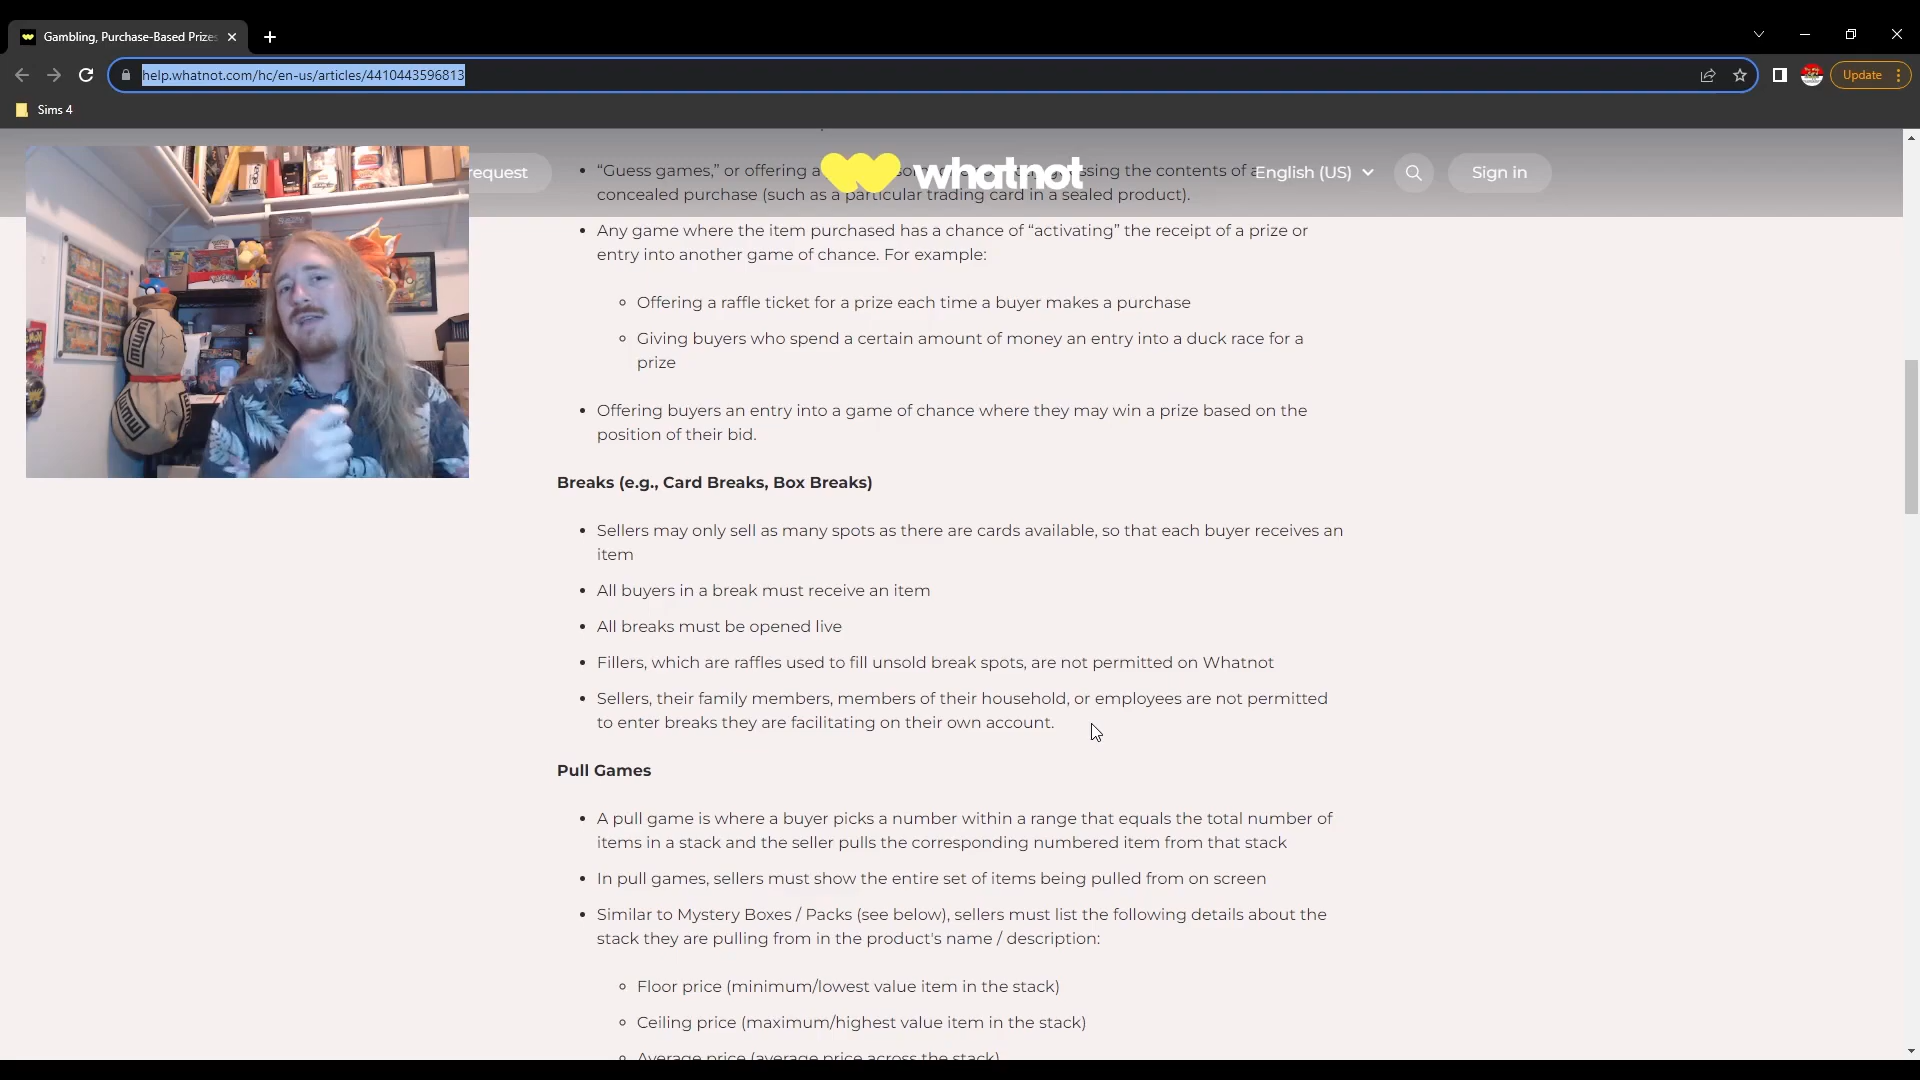 Gambling, Purchase-Based Prizes
help.whatnot.com/hc/en-us/articles/4410443596813
Update
Sims 4
request
whatnot
English (US)
Sign in
“Guess games,” or offering a guessing the contents of a
concealed purchase (such as a particular trading card in a sealed product).
Any game where the item purchased has a chance of “activating” the receipt of a prize or
entry into another game of chance. For example:
Offering a raffle ticket for a prize each time a buyer makes a purchase
Giving buyers who spend a certain amount of money an entry into a duck race for a
prize
Offering buyers an entry into a game of chance where they may win a prize based on the
position of their bid.
Breaks (e.g., Card Breaks, Box Breaks)
Sellers may only sell as many spots as there are cards available, so that each buyer receives an
item
All buyers in a break must receive an item
All breaks must be opened live
Fillers, which are raffles used to fill unsold break spots, are not permitted on Whatnot
Sellers, their family members, members of their household, or employees are not permitted
to enter breaks they are facilitating on their own account.
Pull Games
A pull game is where a buyer picks a number within a range that equals the total number of
items in a stack and the seller pulls the corresponding numbered item from that stack
In pull games, sellers must show the entire set of items being pulled from on screen
Similar to Mystery Boxes / Packs (see below), sellers must list the following details about the
stack they are pulling from in the product's name / description:
Floor price (minimum/lowest value item in the stack)
Ceiling price (maximum/highest value item in the stack)
Average price (average price across the stack)